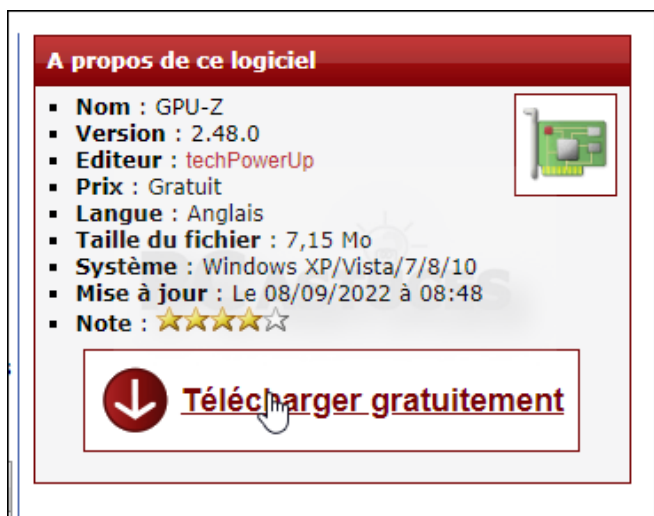 A propos de ce logiciel
Nom : GPU-Z
Version : 2.48.0
Editeur : techPowerUp
Prix : Gratuit
Langue : Anglais
Taille du fichier : 7,15 Mo
Système : Windows XP/Vista/7/8/10
Mise à jour : Le 08/09/2022 à 08:48
Note :
Télécharger gratuitement